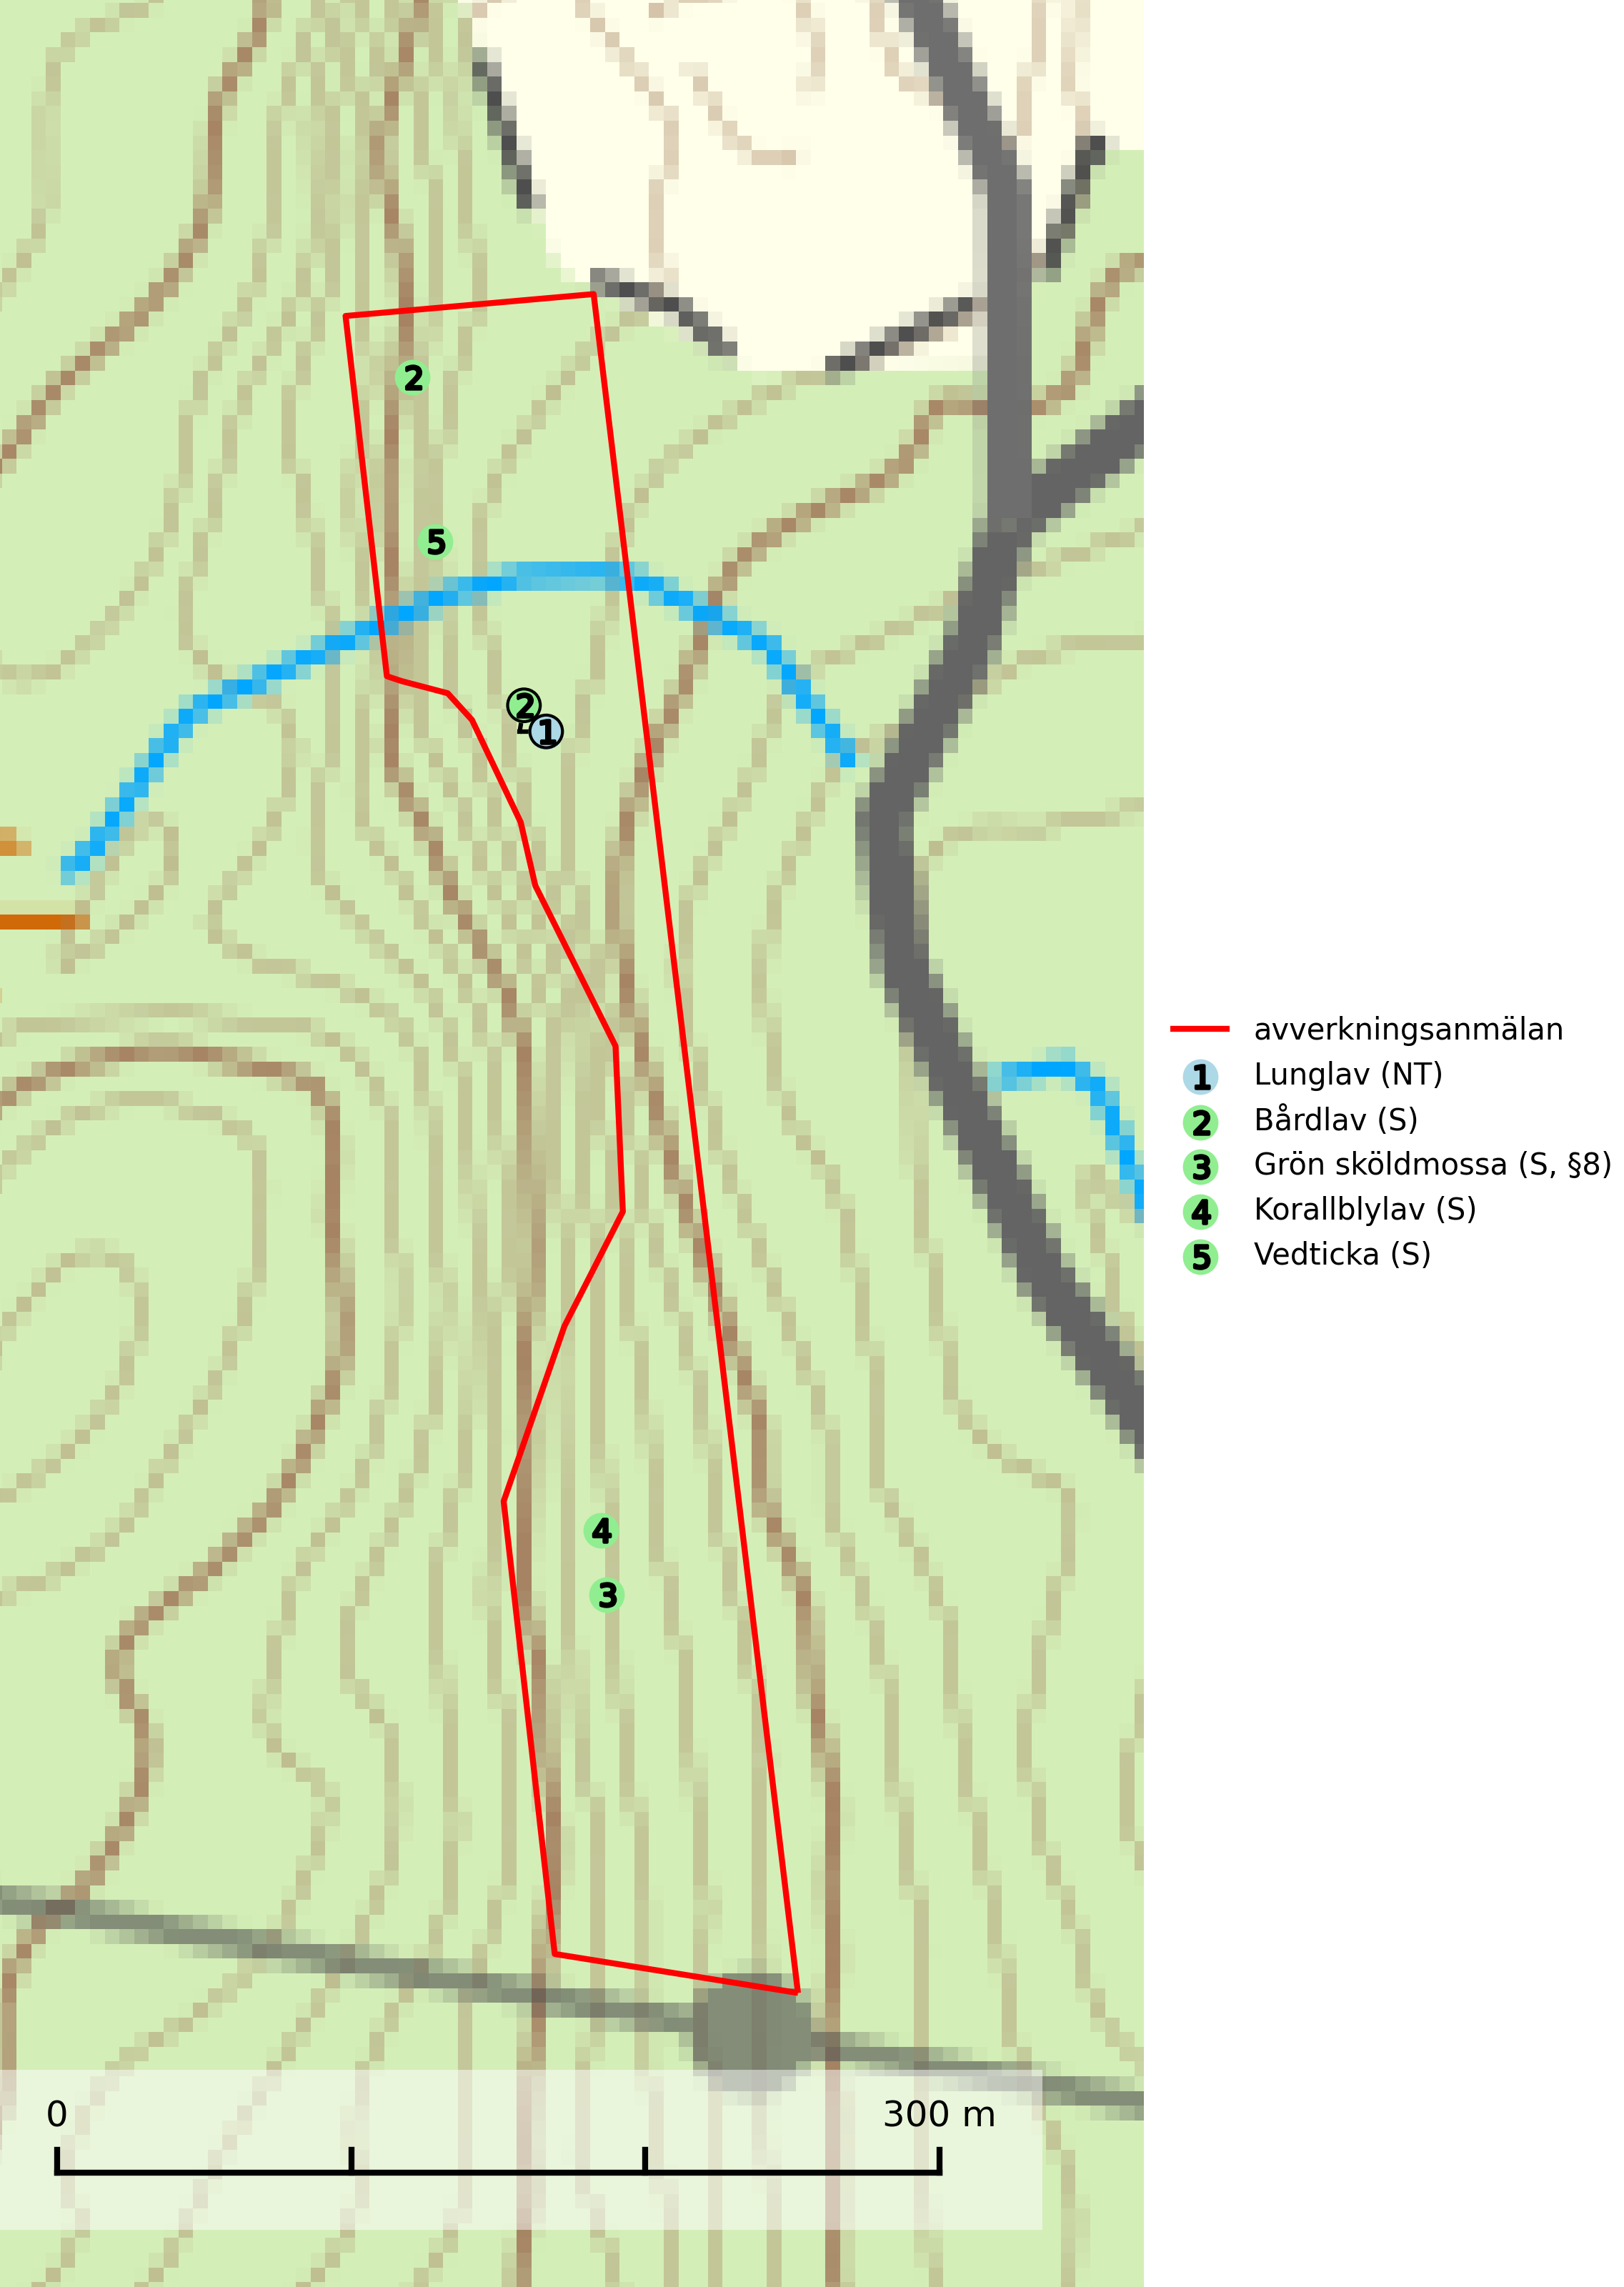 2
5
2
1
avverkningsanmälan
1 Lunglav (NT)
2 Bårdlav (S)
3 Grön sköldmossa (S, §8)
4 Korallblylav (S)
5 Vedticka (S)
4
3
0 300 m